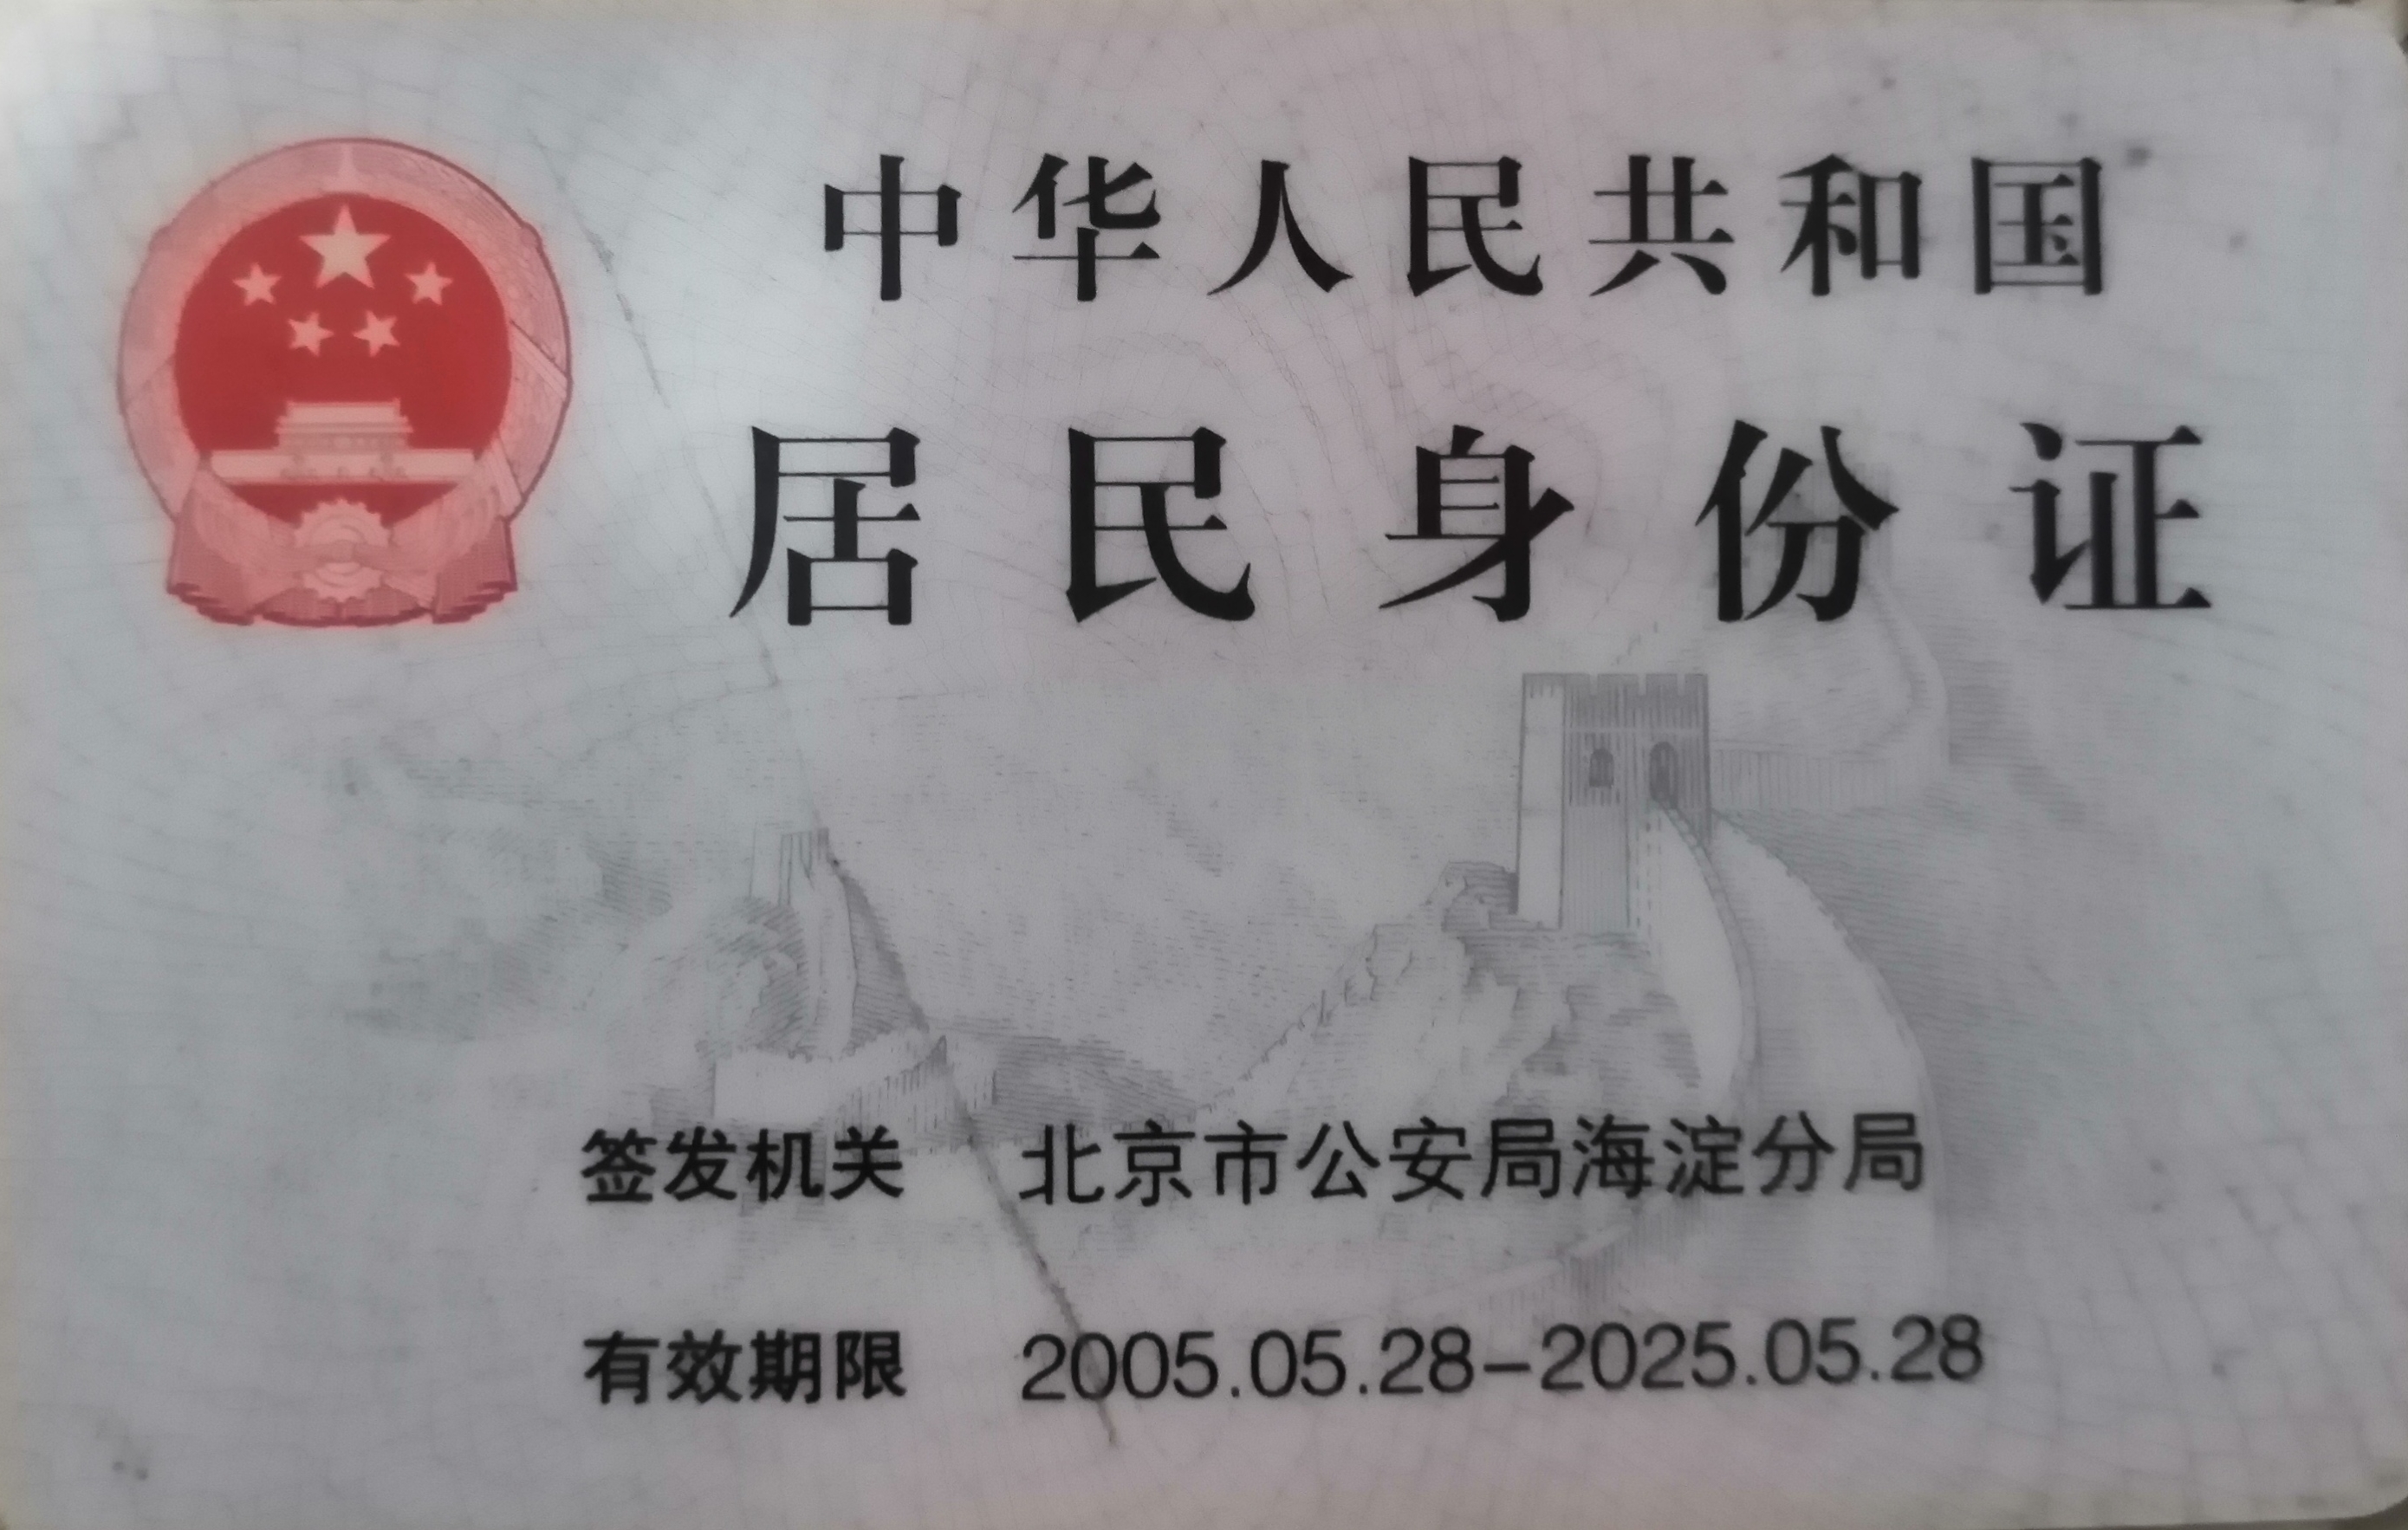 中华人民共和国
居民身份证
签发机关 北京市公安局海淀分局
有效期限 2005.05.28-2025.05.28